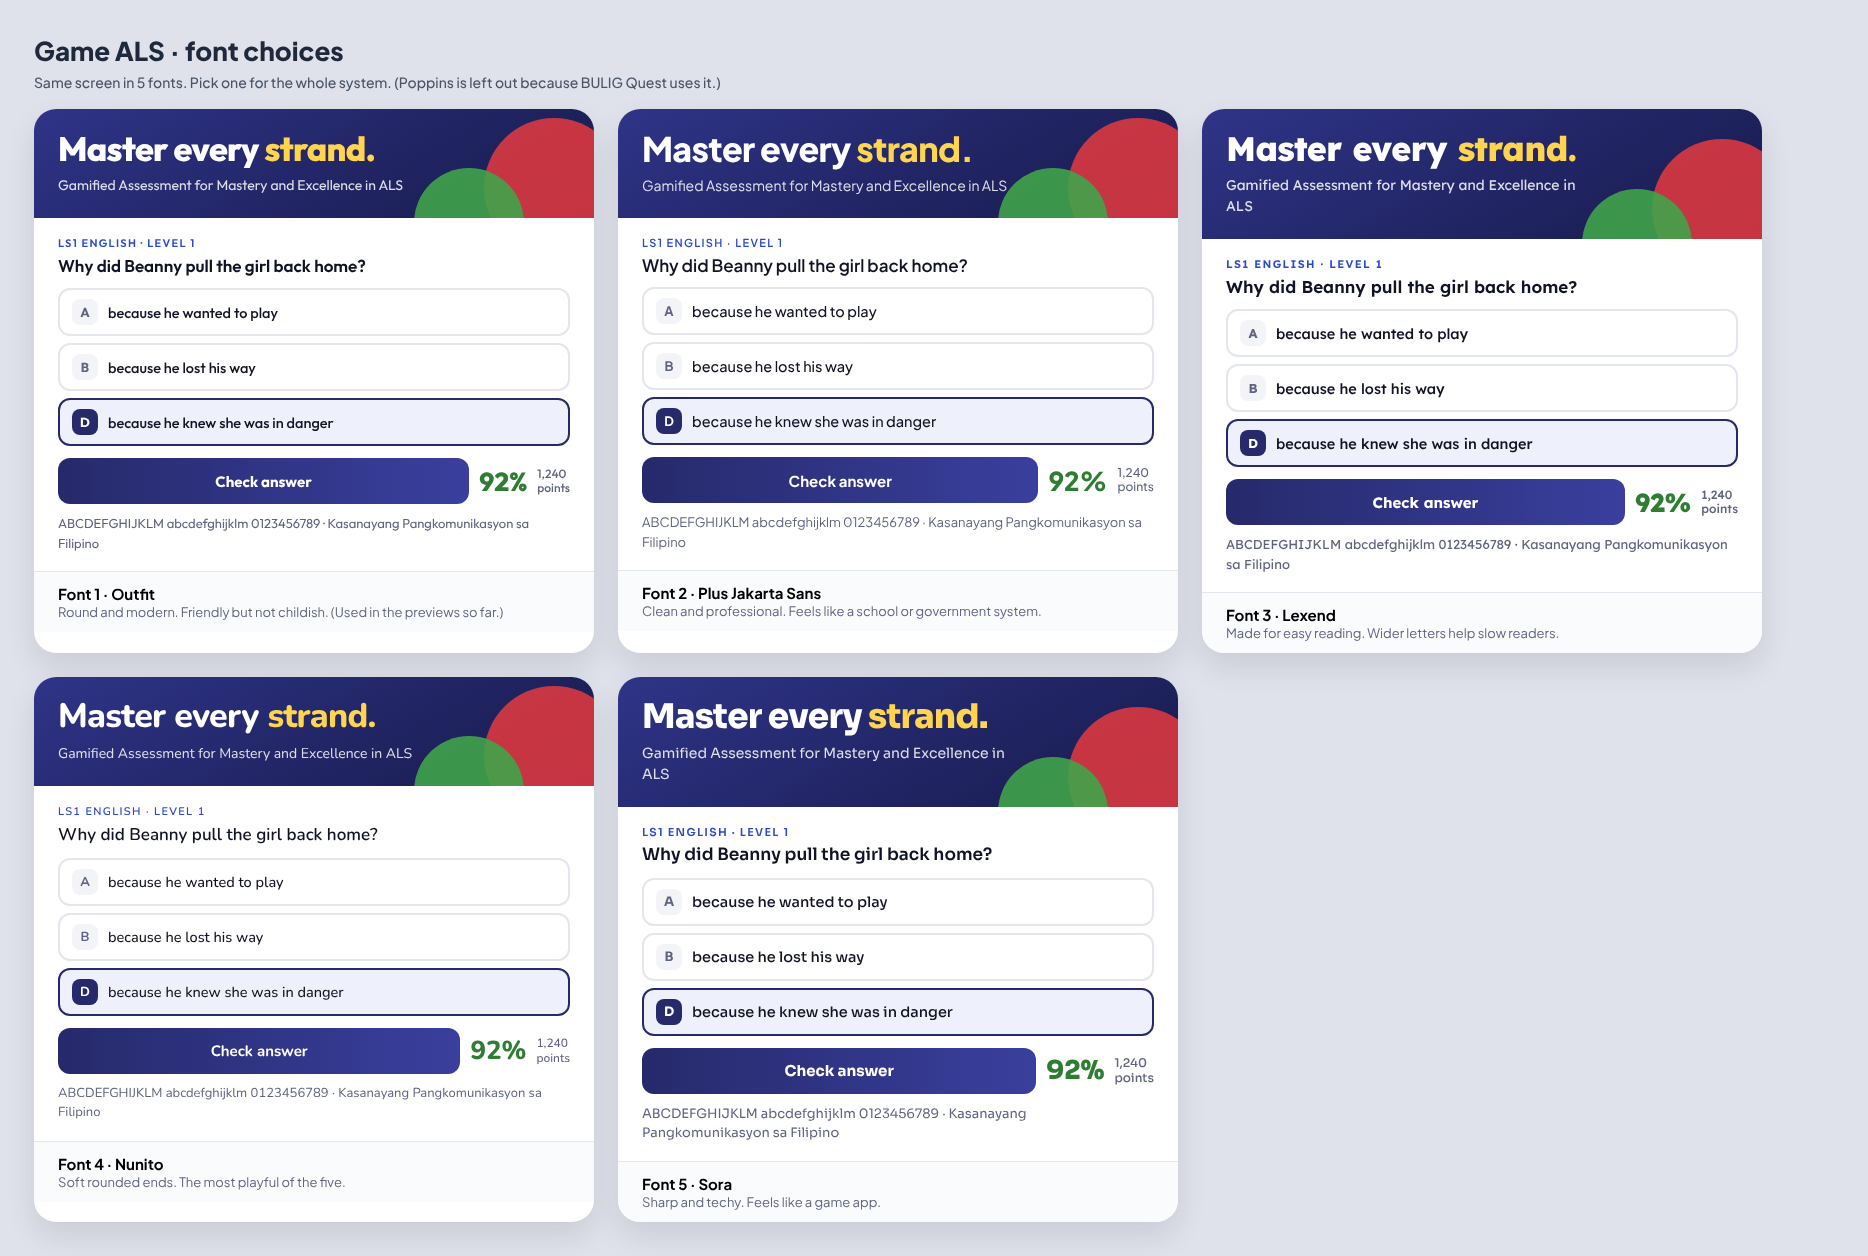 Game ALS · font choices
Same screen in 5 fonts. Pick one for the whole system. (Poppins is left out because BULIG Quest uses it.)
Master every strand.
Gamified Assessment for Mastery and Excellence in ALS
LS1 ENGLISH · LEVEL 1
Why did Beanny pull the girl back home?
A because he wanted to play
B because he lost his way
D because he knew she was in danger
Check answer 92% 1,240
points
ABCDEFGHIJKLM abcdefghijklm 0123456789 · Kasanayang Pangkomunikasyon sa
Filipino
Font 1 · Outfit
Round and modern. Friendly but not childish. (Used in the previews so far.)
Master every strand.
Gamified Assessment for Mastery and Excellence in ALS
LS1 ENGLISH · LEVEL 1
Why did Beanny pull the girl back home?
A because he wanted to play
B because he lost his way
D because he knew she was in danger
Check answer 92% 1,240
points
ABCDEFGHIJKLM abcdefghijklm 0123456789 · Kasanayang Pangkomunikasyon sa
Filipino
Font 2 · Plus Jakarta Sans
Clean and professional. Feels like a school or government system.
Master every strand.
Gamified Assessment for Mastery and Excellence in
ALS
LS1 ENGLISH · LEVEL 1
Why did Beanny pull the girl back home?
A because he wanted to play
B because he lost his way
D because he knew she was in danger
Check answer 92% 1,240
points
ABCDEFGHIJKLM abcdefghijklm 0123456789 · Kasanayang Pangkomunikasyon
sa Filipino
Font 3 · Lexend
Made for easy reading. Wider letters help slow readers.
Master every strand.
Gamified Assessment for Mastery and Excellence in ALS
LS1 ENGLISH · LEVEL 1
Why did Beanny pull the girl back home?
A because he wanted to play
B because he lost his way
D because he knew she was in danger
Check answer 92% 1,240
points
ABCDEFGHIJKLM abcdefghijklm 0123456789 · Kasanayang Pangkomunikasyon sa
Filipino
Font 4 · Nunito
Soft rounded ends. The most playful of the five.
Master every strand.
Gamified Assessment for Mastery and Excellence in
ALS
LS1 ENGLISH · LEVEL 1
Why did Beanny pull the girl back home?
A because he wanted to play
B because he lost his way
D because he knew she was in danger
Check answer 92% 1,240
points
ABCDEFGHIJKLM abcdefghijklm 0123456789 · Kasanayang
Pangkomunikasyon sa Filipino
Font 5 · Sora
Sharp and techy. Feels like a game app.